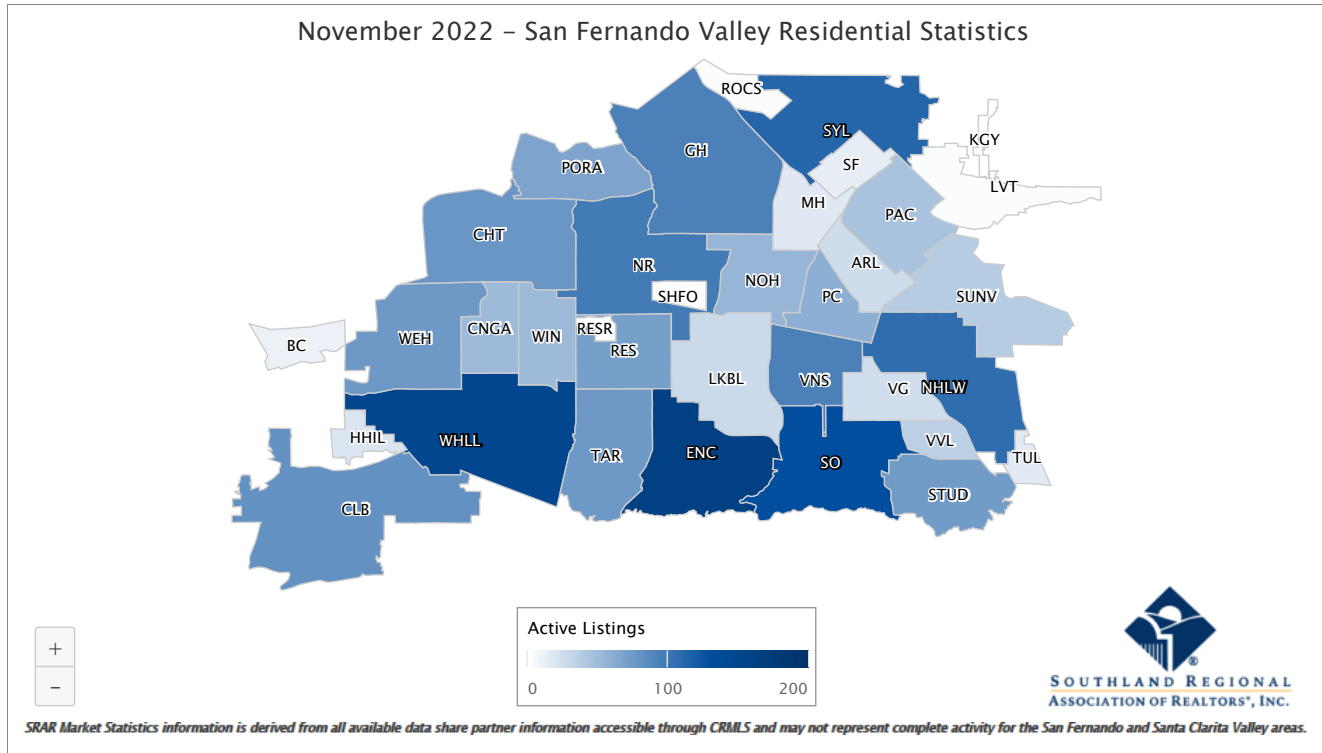 November 2022 – San Fernando Valley Residential Statistics
ROCS
SYL
KGY
GH
SF
PORA
LVT
MH
PAC
CHT
NR
ARL
NOH
SHFO
PC
SUNV
CNGA
RESR
WIN
WEH
BC
RES
LKBL
VNS
VG
NHLW
HHIL
WHLL
VVL
TAR
ENC
SO
TUL
STUD
CLB
Active Listings
0 100 200
+
−
®
SOUTHLAND REGIONAL
ASSOCIATION OF REALTORS®, INC.
SRAR Market Statistics information is derived from all available data share partner information accessible through CRMLS and may not represent complete activity for the San Fernando and Santa Clarita Valley areas.